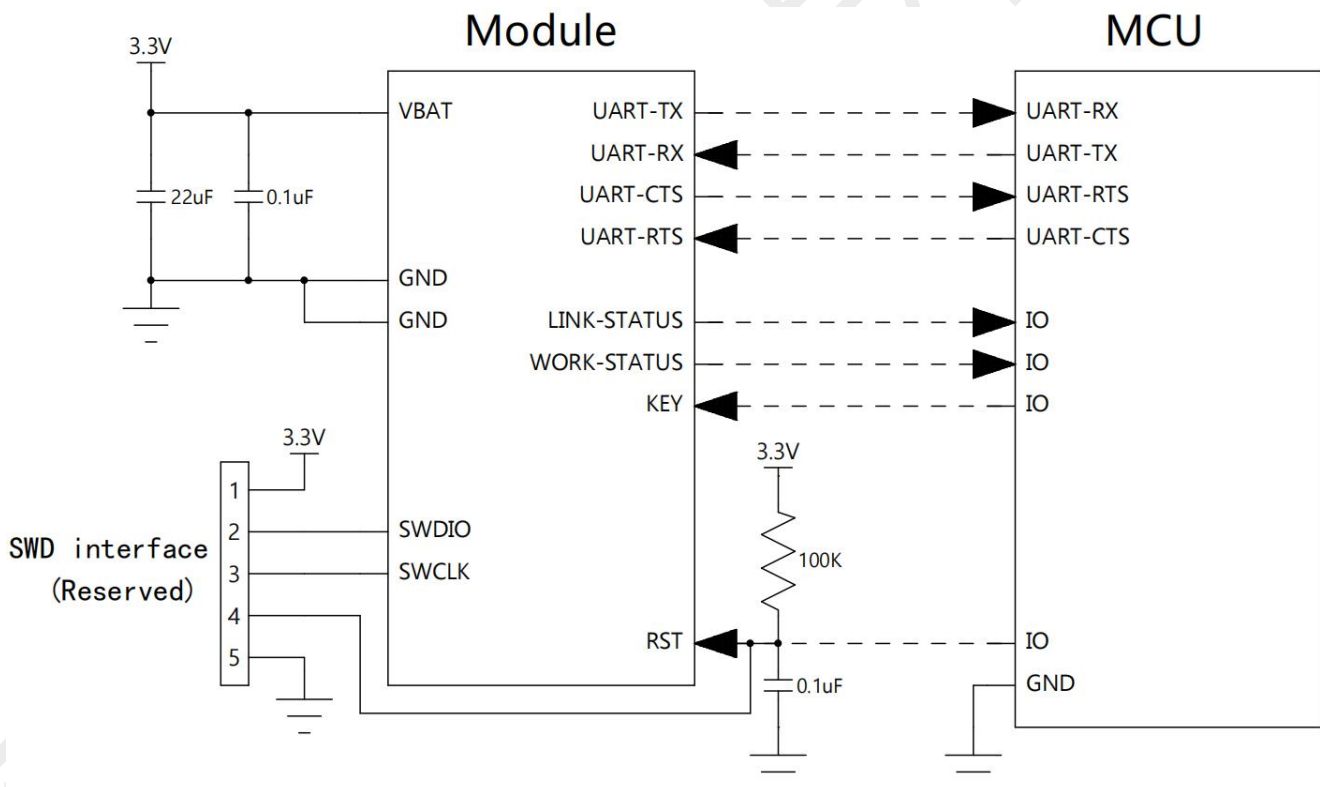 Module
MCU
3.3V
VBAT
UART-TX
UART-RX
UART-RX
UART-TX
22uF
0.1uF
UART-CTS
UART-RTS
UART-RTS
UART-CTS
GND
GND
LINK-STATUS
IO
WORK-STATUS
IO
KEY
IO
3.3V
3.3V
SWD interface
(Reserved)
1
2
3
4
5
SWDIO
SWCLK
100K
RST
IO
0.1uF
GND